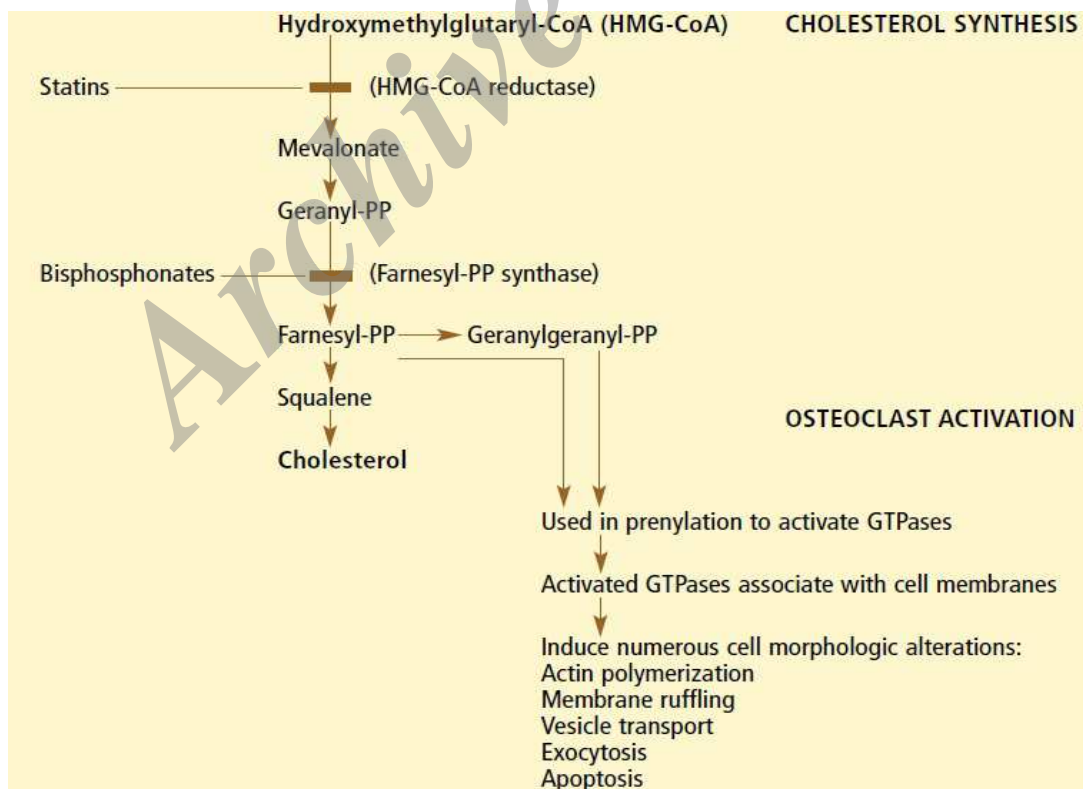 Hydroxymethylglutaryl-CoA (HMG-CoA) CHOLESTEROL SYNTHESIS
Statins (HMG-CoA reductase)
Mevalonate
Geranyl-PP
Bisphosphonates (Farnesyl-PP synthase)
Farnesyl-PP Geranylgeranyl-PP
Squalene
OSTEOCLAST ACTIVATION
Cholesterol
Used in prenylation to activate GTPases
Activated GTPases associate with cell membranes
Induce numerous cell morphologic alterations:
Actin polymerization
Membrane ruffling
Vesicle transport
Exocytosis
Apoptosis
Archive